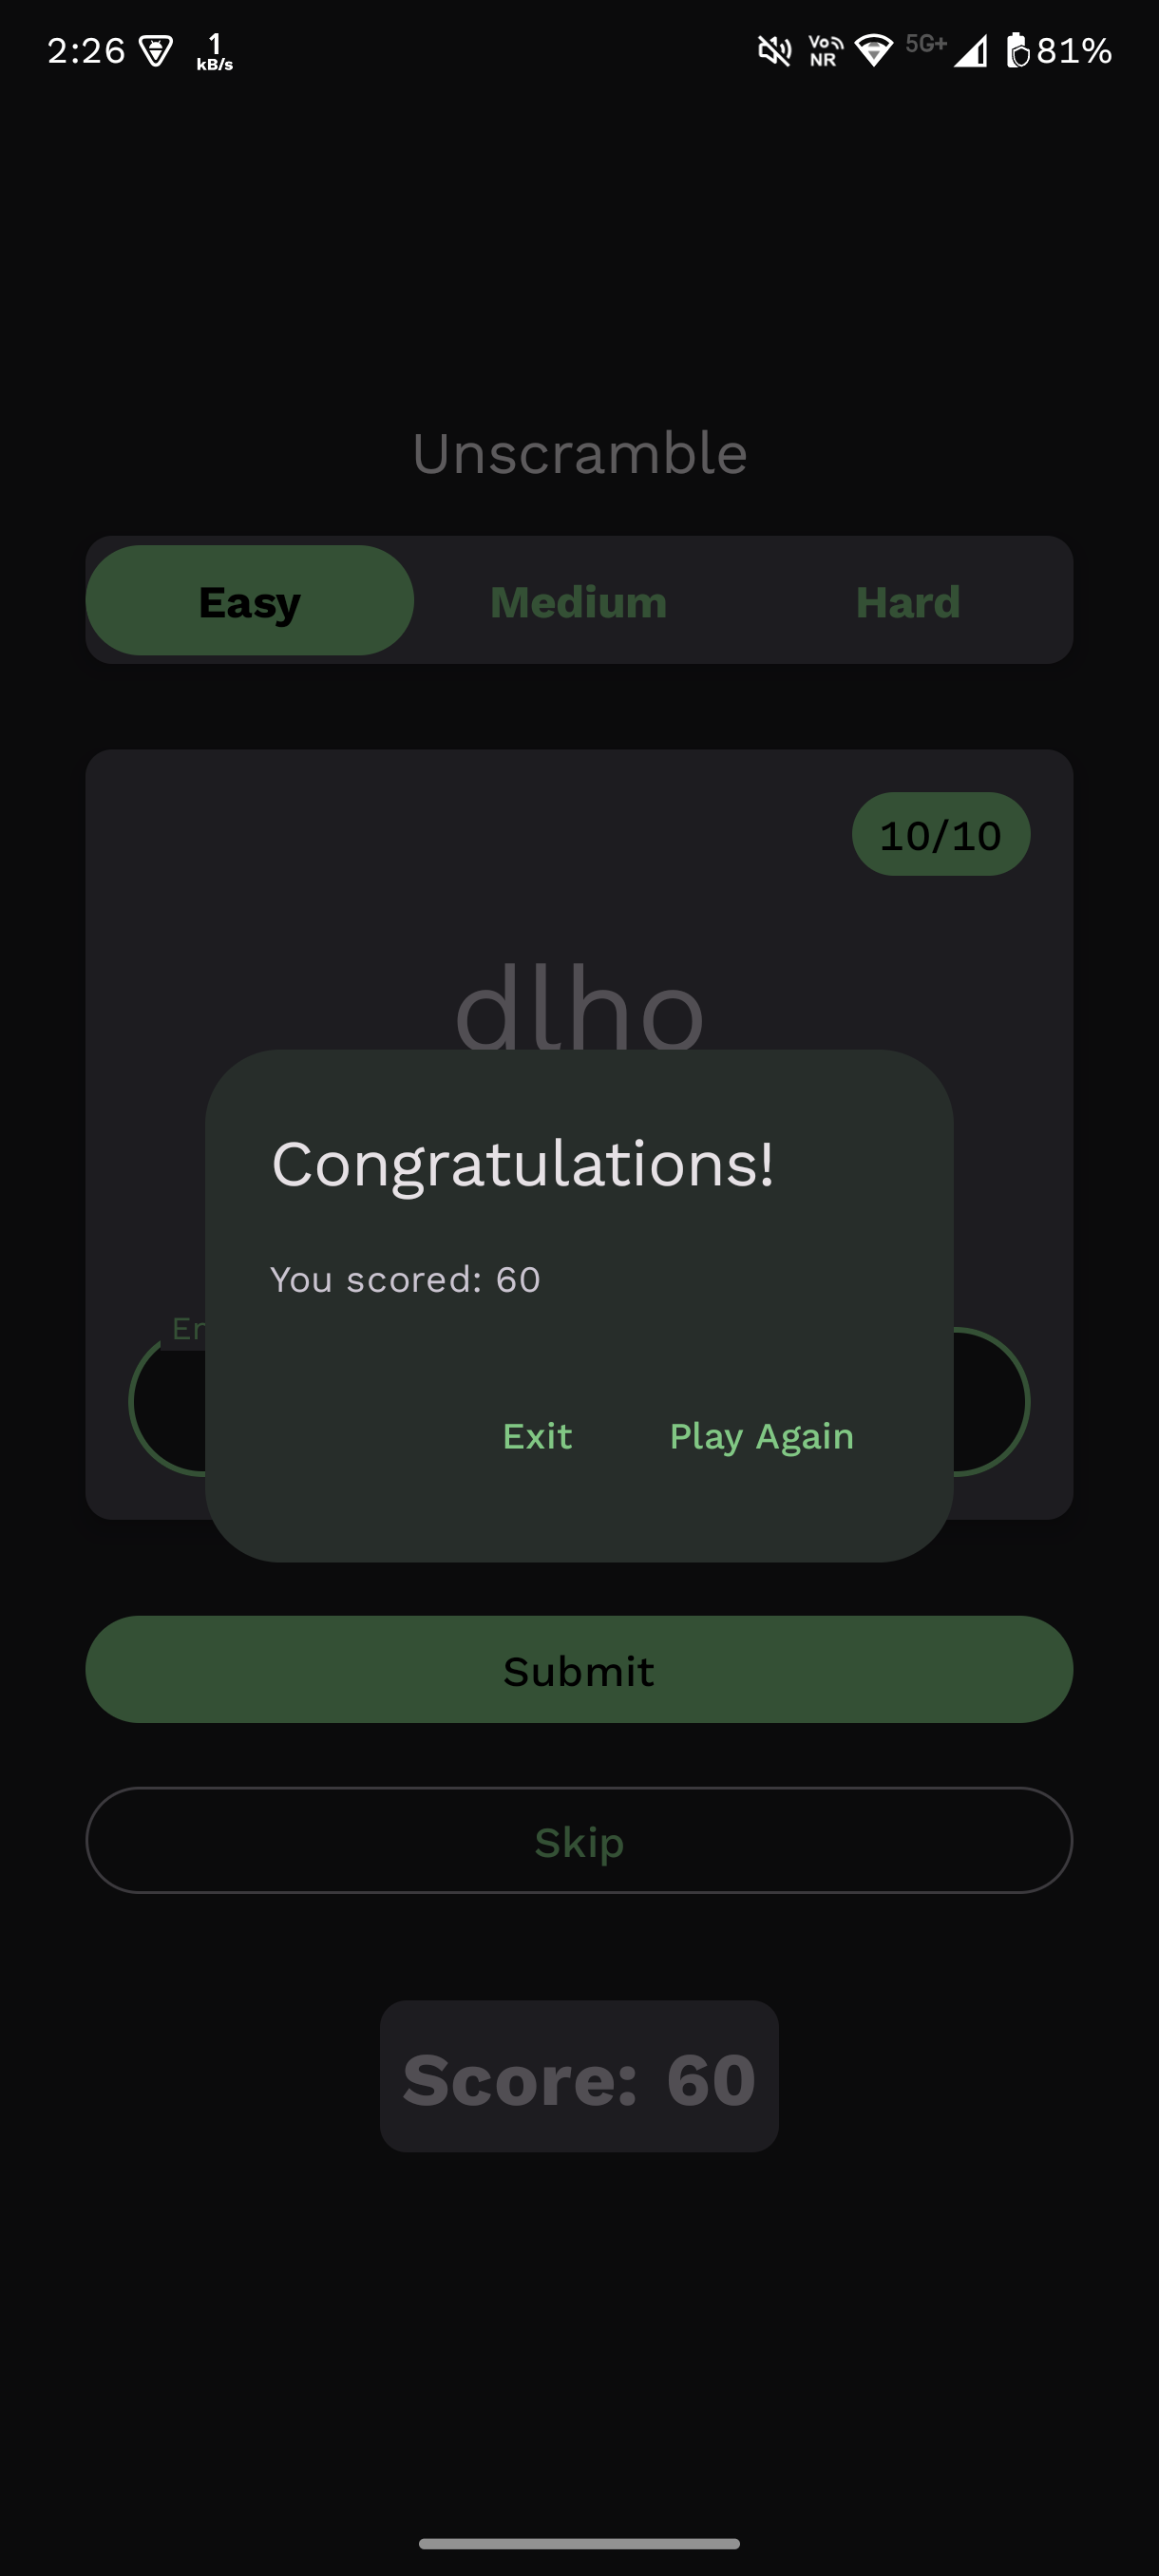 2:26 1 kB/s Vo NR 5G+ 81%
Unscramble
Easy Medium Hard
10/10
dlho
Congratulations!
You scored: 60
Exit Play Again
Submit
Skip
Score: 60